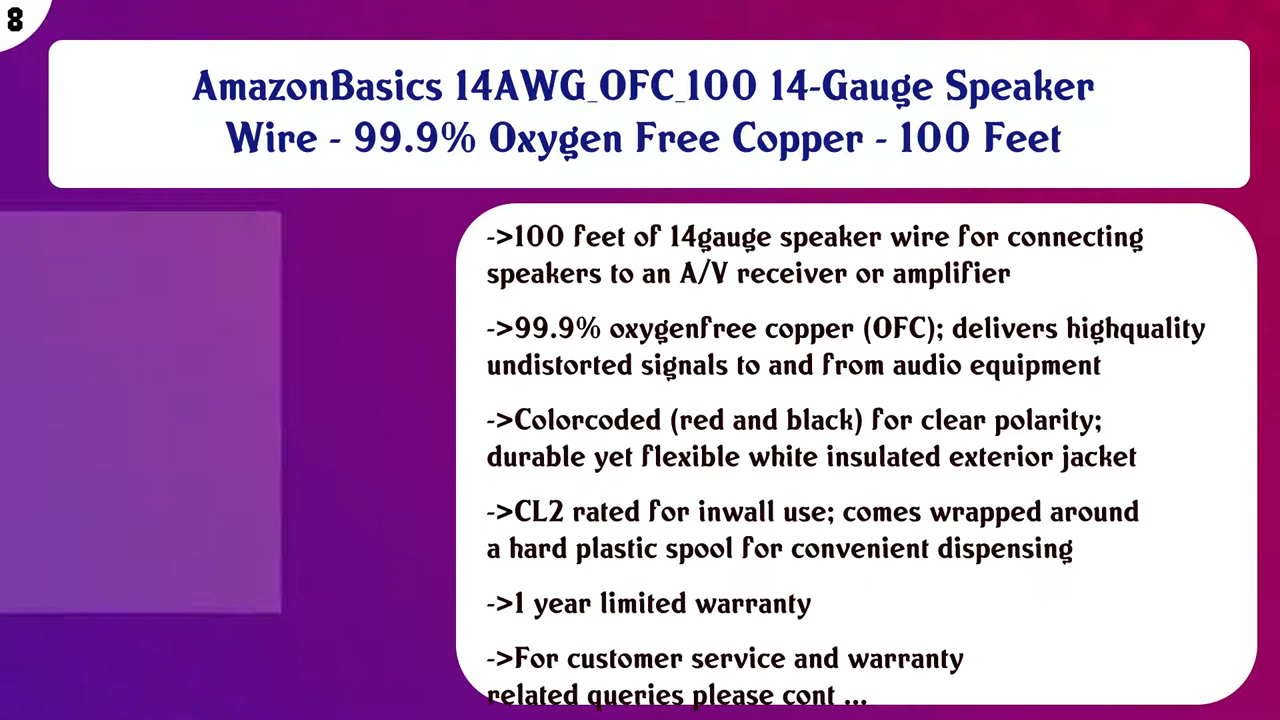 8
AmazonBasics 14AWG_OFC_100 14-Gauge Speaker
Wire - 99.9% Oxygen Free Copper - 100 Feet
->100 feet of 14gauge speaker wire for connecting
speakers to an A/V receiver or amplifier
->99.9% oxygenfree copper (OFC); delivers highquality
undistorted signals to and from audio equipment
->Colorcoded (red and black) for clear polarity;
durable yet flexible white insulated exterior jacket
->CL2 rated for inwall use; comes wrapped around
a hard plastic spool for convenient dispensing
->1 year limited warranty
->For customer service and warranty
related queries please cont ...